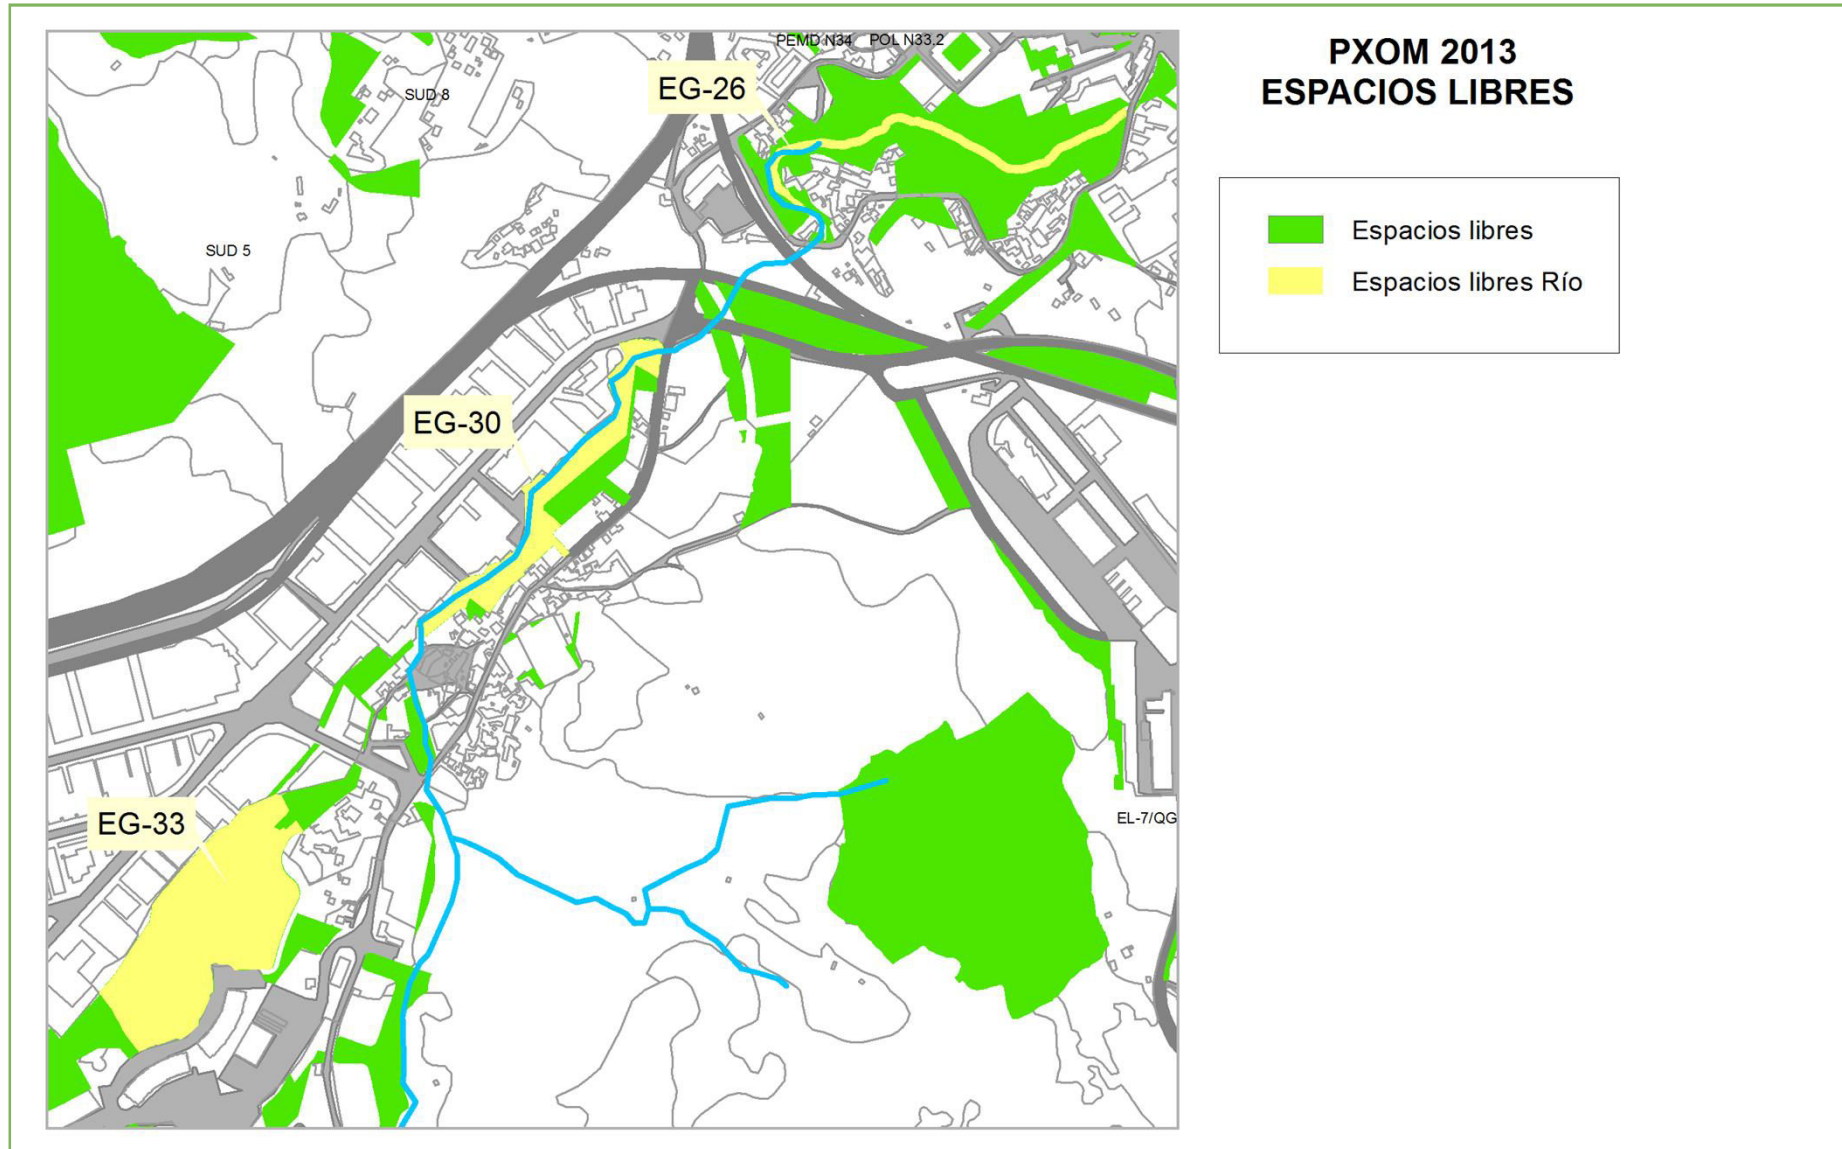 PXOM 2013
ESPACIOS LIBRES
Espacios libres
Espacios libres Río
PEMD N34
POL N33.2
EG-26
SUD 8
SUD 5
EG-30
EG-33
EL-7/QG